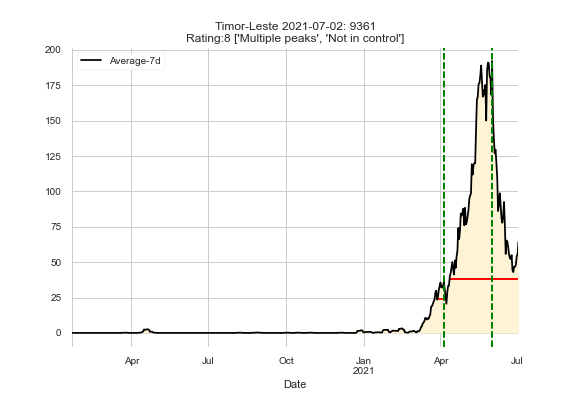 Timor-Leste 2021-07-02: 9361
Rating:8 ['Multiple peaks', 'Not in control']
Average-7d
200
175
150
125
100
75
50
25
0
Apr
Jul
Oct
Jan
2021
Apr
Jul
Date